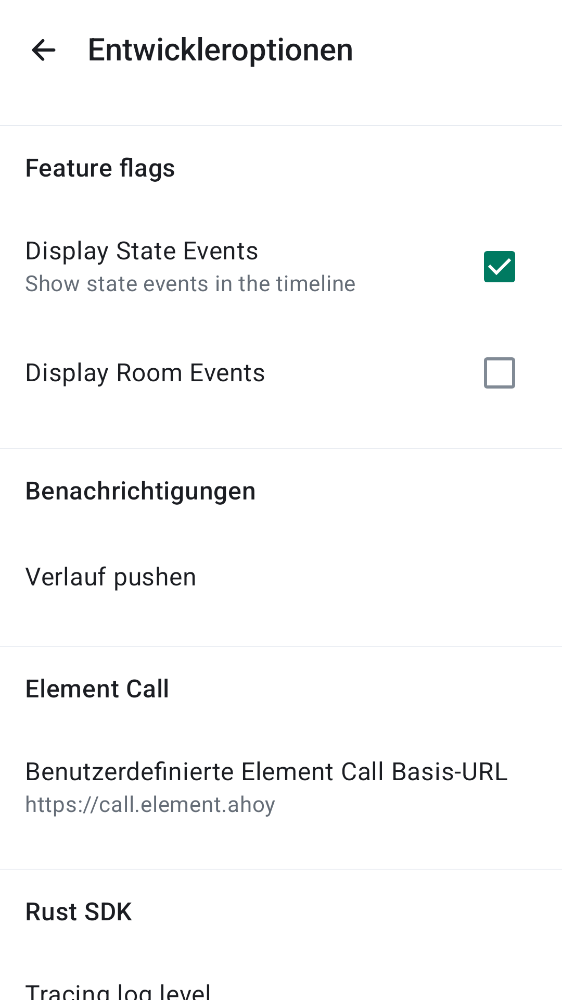 Entwickleroptionen
Feature flags
Display State Events
Show state events in the timeline
Display Room Events
Benachrichtigungen
Verlauf pushen
Element Call
Benutzerdefinierte Element Call Basis-URL
https://call.element.ahoy
Rust SDK
Tracing log level